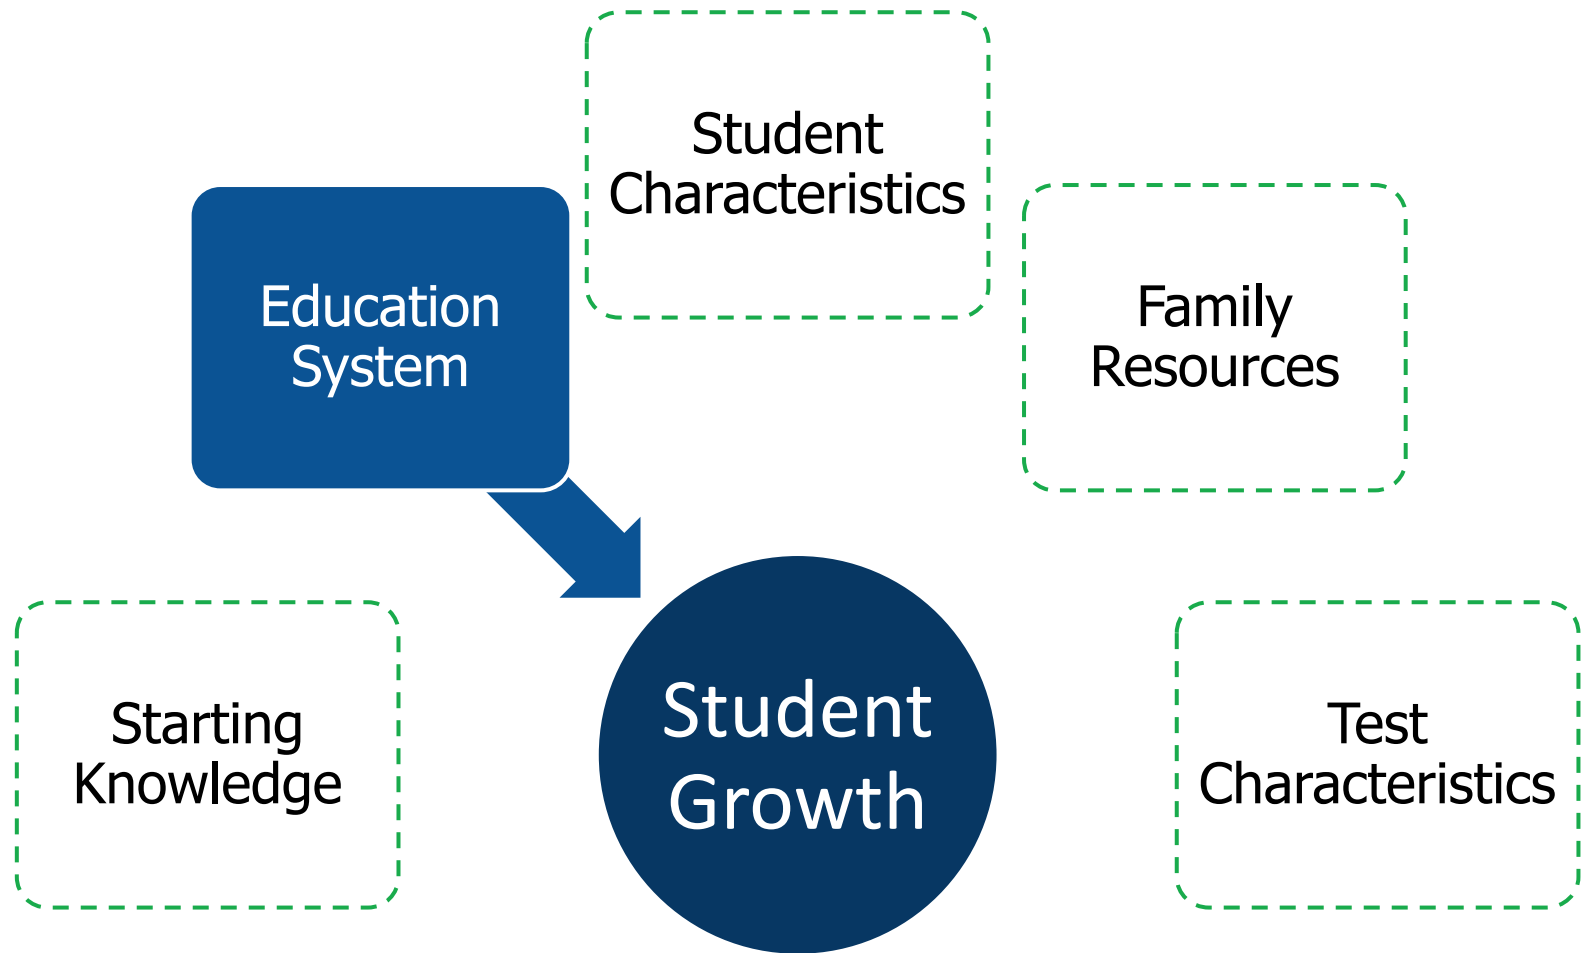 Student
Characteristics
Education
System
Family
Resources
Starting
Knowledge
Student
Growth
Test
Characteristics